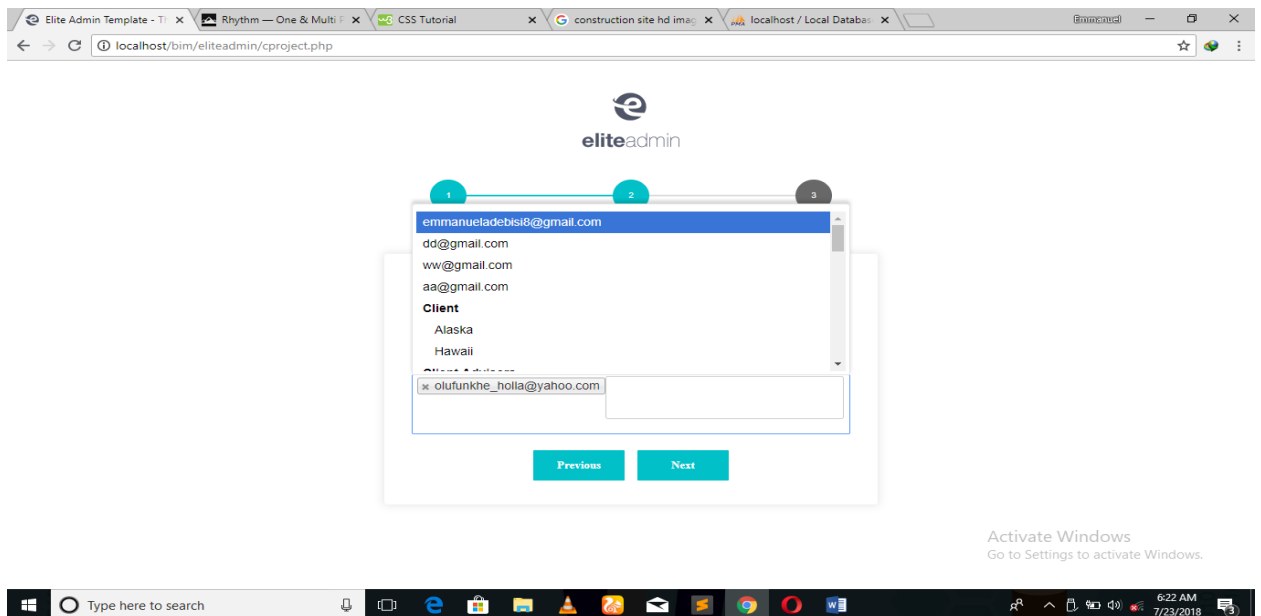 Elite Admin Template - Th
Rhythm — One & Multi P
CSS Tutorial
construction site hd imag
localhost / Local Databas
Emmanuel
localhost/bim/eliteadmin/cproject.php
eliteadmin
1
2
3
emmanueladebisi8@gmail.com
dd@gmail.com
ww@gmail.com
aa@gmail.com
Client
Alaska
Hawaii
Client Advisers
olufunkhe_holla@yahoo.com
Previous
Next
Activate Windows
Go to Settings to activate Windows.
Type here to search
6:22 AM
7/23/2018
3